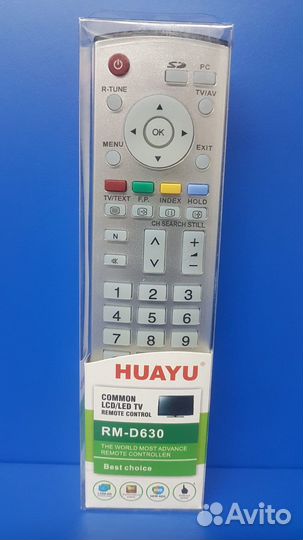 SD PC
R-TUNE TV/AV
OK
MENU EXIT
TV/TEXT F.P. INDEX HOLD
CH SEARCH STILL
N
1 2 3
4 5 6
7 8 9
HUAYU
COMMON
LCD/LED TV
REMOTE CONTROL
RM-D630
THE WORLD MOST ADVANCE
REMOTE CONTROLLER
Best choice
Avito